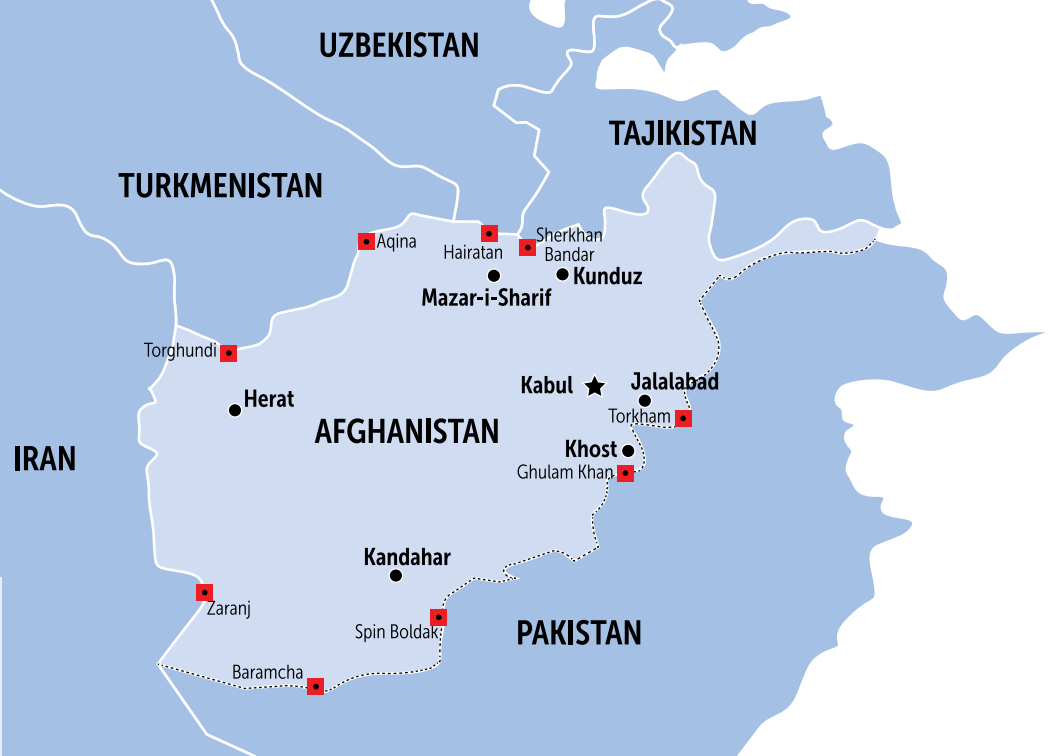 UZBEKISTAN
TAJIKISTAN
TURKMENISTAN
Aqina
Hairatan
Sherkhan
Bandar
Kunduz
Mazar-i-Sharif
Torghundi
Kabul
Jalalabad
Herat
Torkham
AFGHANISTAN
Khost
IRAN
Ghulam Khan
Kandahar
Zaranj
Spin Boldak
PAKISTAN
Baramcha